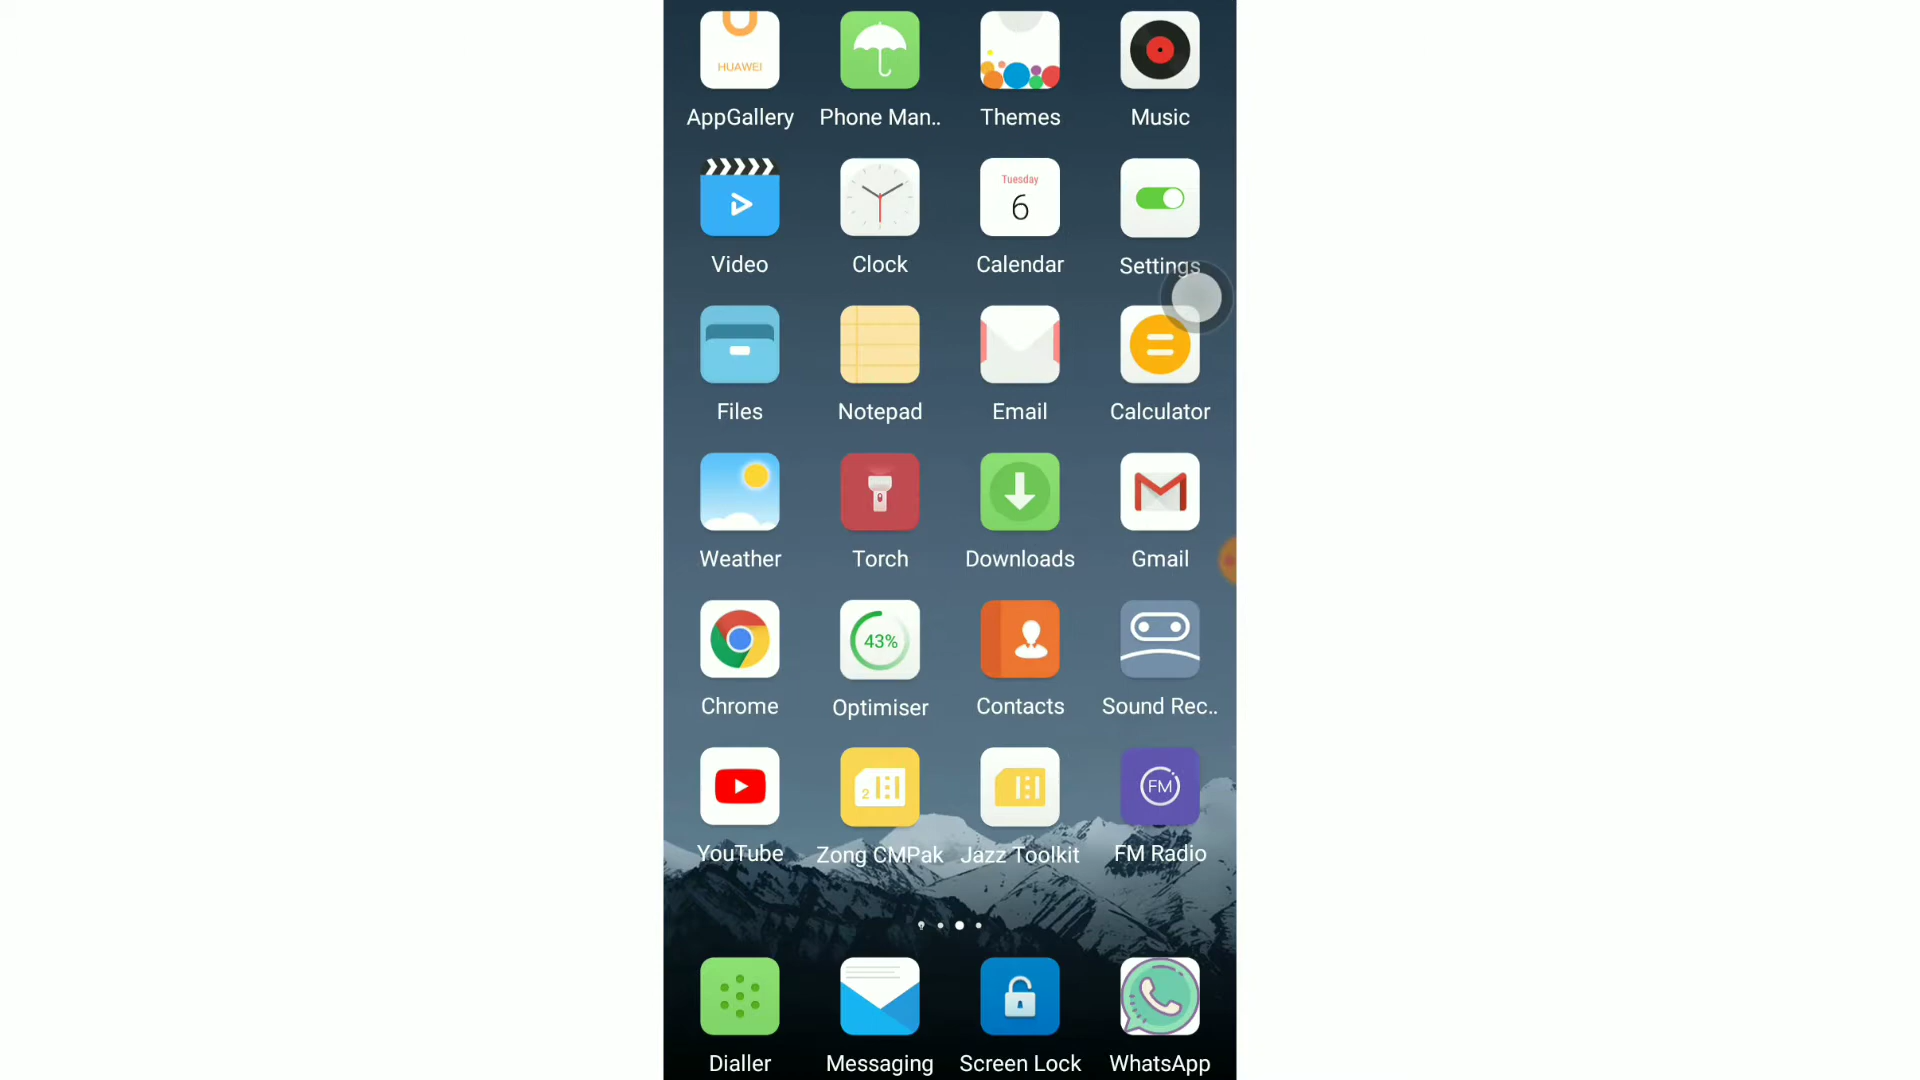 HUAWEI
AppGallery Phone Man.. Themes Music
Tuesday
6
Video Clock Calendar Settings
Files Notepad Email Calculator
Weather Torch Downloads Gmail
43%
Chrome Optimiser Contacts Sound Rec..
2 FM
YouTube Zong CMPak Jazz Toolkit FM Radio
Dialler Messaging Screen Lock WhatsApp